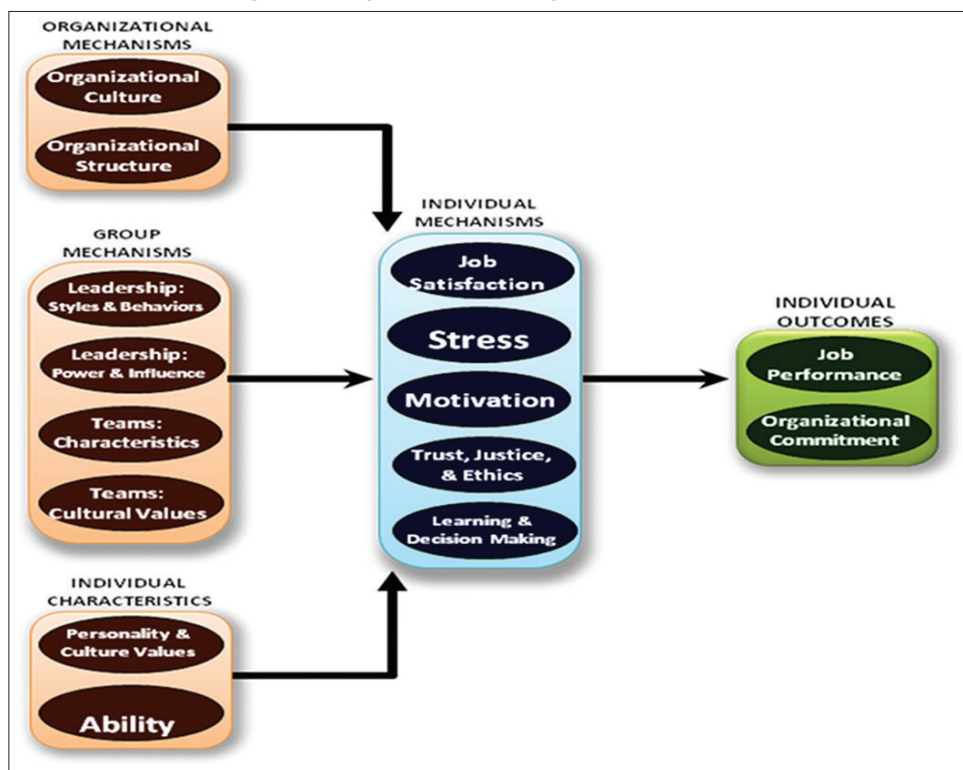 ORGANIZATIONAL
MECHANISMS
Organizational
Culture
Organizational
Structure
GROUP
MECHANISMS
Leadership:
Styles & Behaviors
Leadership:
Power & Influence
Teams:
Characteristics
Teams:
Cultural Values
INDIVIDUAL
CHARACTERISTICS
Personality &
Culture Values
Ability
INDIVIDUAL
MECHANISMS
Job
Satisfaction
Stress
Motivation
Trust, Justice,
& Ethics
Learning &
Decision Making
INDIVIDUAL
OUTCOMES
Job
Performance
Organizational
Commitment